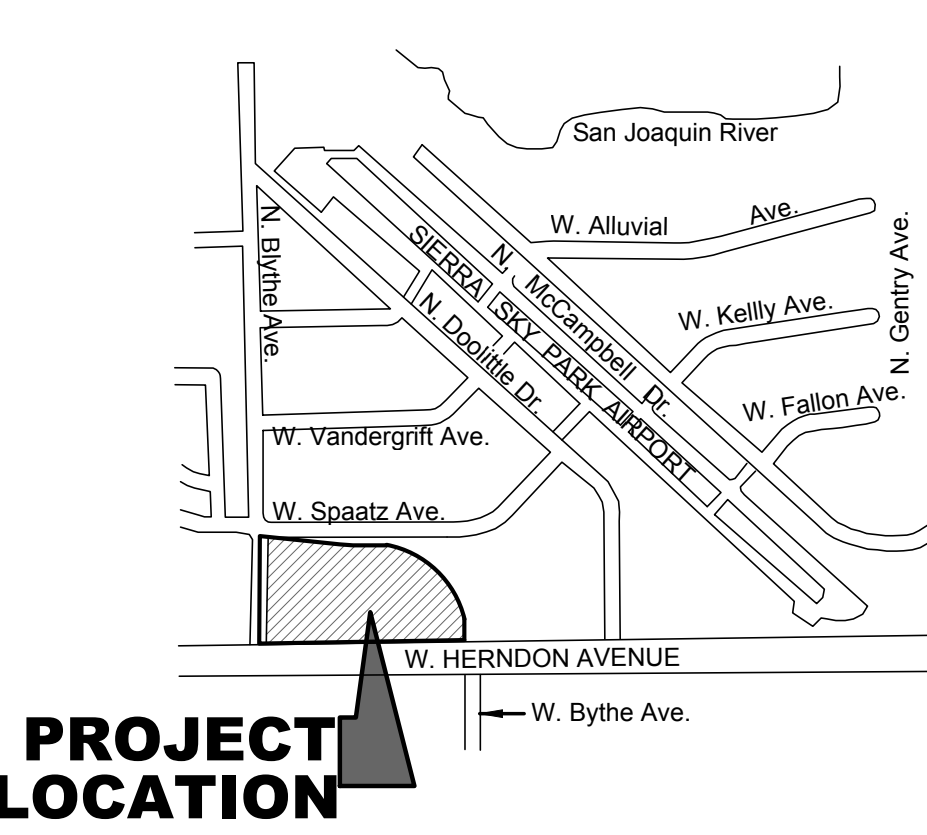 San Joaquin River
W. Alluvial Ave.
N. Gentry Ave.
N. Blythe Ave.
SIERRA SKY PARK AIRPORT
N. McCampbell Dr.
W. Kellly Ave.
N. Doolittle Dr.
W. Fallon Ave.
W. Vandergrift Ave.
W. Spaatz Ave.
W. HERNDON AVENUE
W. Bythe Ave.
PROJECT
LOCATION